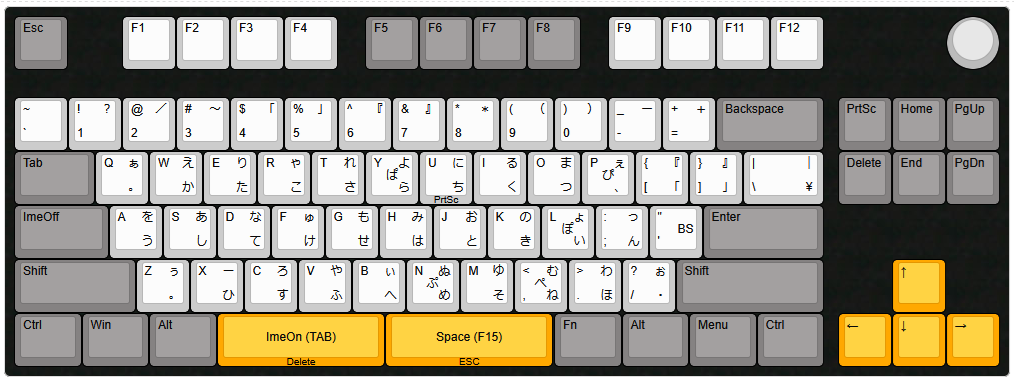 Esc F1 F2 F3 F4 F5 F6 F7 F8 F9 F10 F11 F12
~ ! ? @ ／ # ～ $ 「 % 」 ^ 『 & 』 * ＊ ( （ ) ） _ ー + ＋ Backspace PrtSc Home PgUp
` 1 2 3 4 5 6 7 8 9 0 - =
Tab Q ぁ W え E り R ゃ T れ Y よ U に I る O ま P ぇ { 『 } 』 | ｜ Delete End PgDn
ぱ ぴ
。 か た こ さ ら ち く つ 、 [ 「 ] 」 \ ¥
PrtSc
ImeOff A を S あ D な F ゅ G も H み J お K の L ょ : っ " BS Enter
ぽ
う し て け せ は と き い ; ん '
Shift Z ぅ X ー C ろ V や B ぃ N ぬ M ゆ < む > わ ? ぉ Shift ↑
ぷ ぺ
。 ひ す ふ へ め そ , ね . ほ / ・
Ctrl Win Alt ImeOn (TAB) Space (F15) Fn Alt Menu Ctrl ← ↓ →
Delete ESC